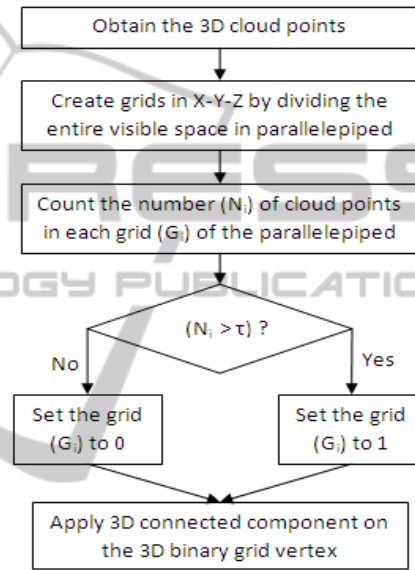 Obtain the 3D cloud points
Create grids in X-Y-Z by dividing the
entire visible space in parallelepiped
Count the number (Nᵢ) of cloud points
in each grid (Gᵢ) of the parallelepiped
(Nᵢ > τ) ?
No
Yes
Set the grid
(Gᵢ) to 0
Set the grid
(Gᵢ) to 1
Apply 3D connected component on
the 3D binary grid vertex